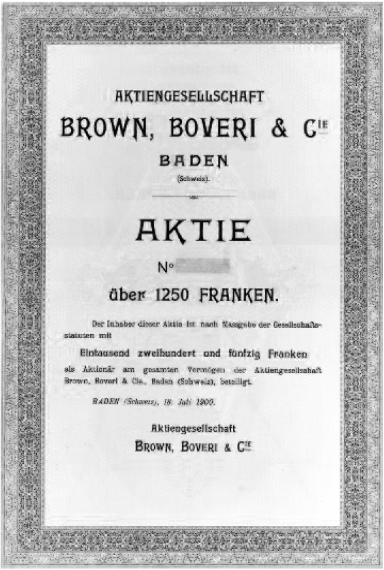 AKTIENGESELLSCHAFT
BROWN, BOVERI & CIE
BADEN
(Schweiz).
AKTIE
No
über 1250 FRANKEN.
Der Inhaber dieser Aktie ist nach Massgabe der Gesellschafts-
statuten mit
Eintausend zweihundert und fünfzig Franken
als Aktionär am gesamten Vermögen der Aktiengesellschaft
Brown, Boveri & Cie., Baden (Schweiz), beteiligt.
BADEN (Schweiz), 18. Juli 1900.
Aktiengesellschaft
BROWN, BOVERI & CIE